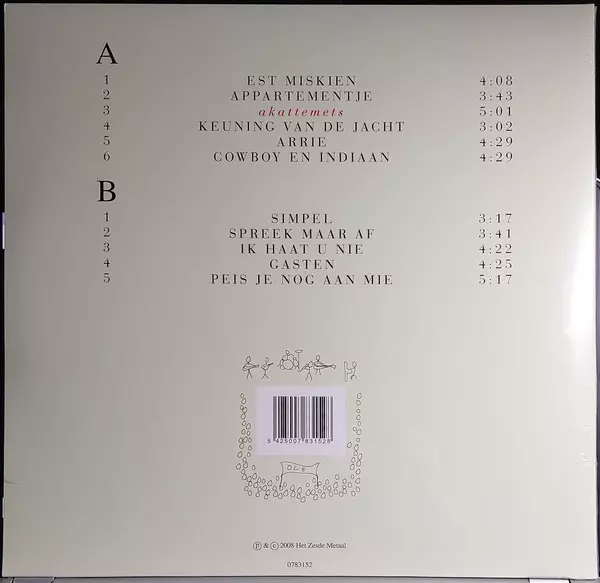 A
1 EST MISKIEN 4:08
2 APPARTEMENTJE 3:43
3 akattemets 5:01
4 KEUNING VAN DE JACHT 3:02
5 ARRIE 4:29
6 COWBOY EN INDIAAN 4:29
B
1 SIMPEL 3:17
2 SPREEK MAAR AF 3:41
3 IK HAAT U NIE 4:22
4 GASTEN 4:25
5 PEIS JE NOG AAN MIE 5:17
5 425007 831528
℗ & © 2008 Het Zesde Metaal
0783152